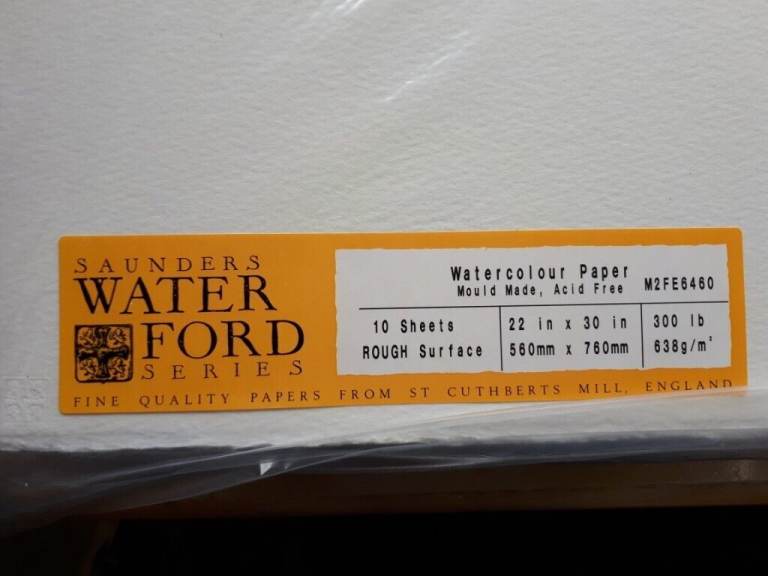 SAUNDERS
WATER
FORD
SERIES
Watercolour Paper
Mould Made, Acid Free M2FE6460
10 Sheets 22 in x 30 in 300 lb
ROUGH Surface 560mm x 760mm 638g/m²
FINE QUALITY PAPERS FROM ST CUTHBERTS MILL, ENGLAND